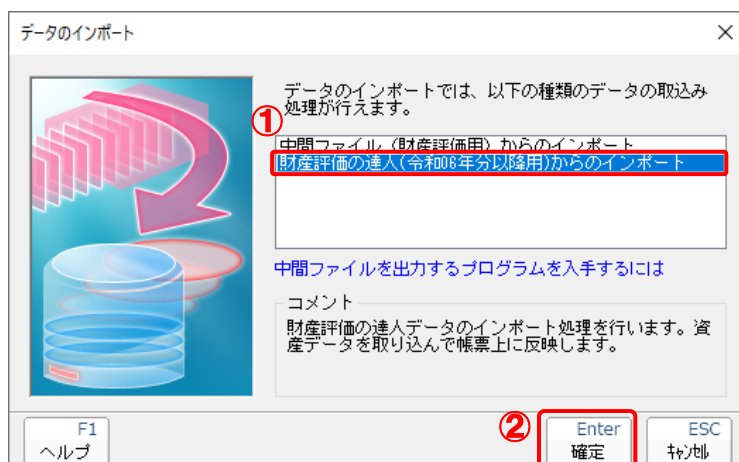 データのインポート
データのインポートでは、以下の種類のデータの取込み
処理が行えます。
①
中間ファイル（財産評価用）からのインポート
財産評価の達人(令和06年分以降用)からのインポート
中間ファイルを出力するプログラムを入手するには
コメント
財産評価の達人データのインポート処理を行います。資
産データを取り込んで帳票上に反映します。
F1
ヘルプ
②
Enter
確定
ESC
ｷｬﾝｾﾙ